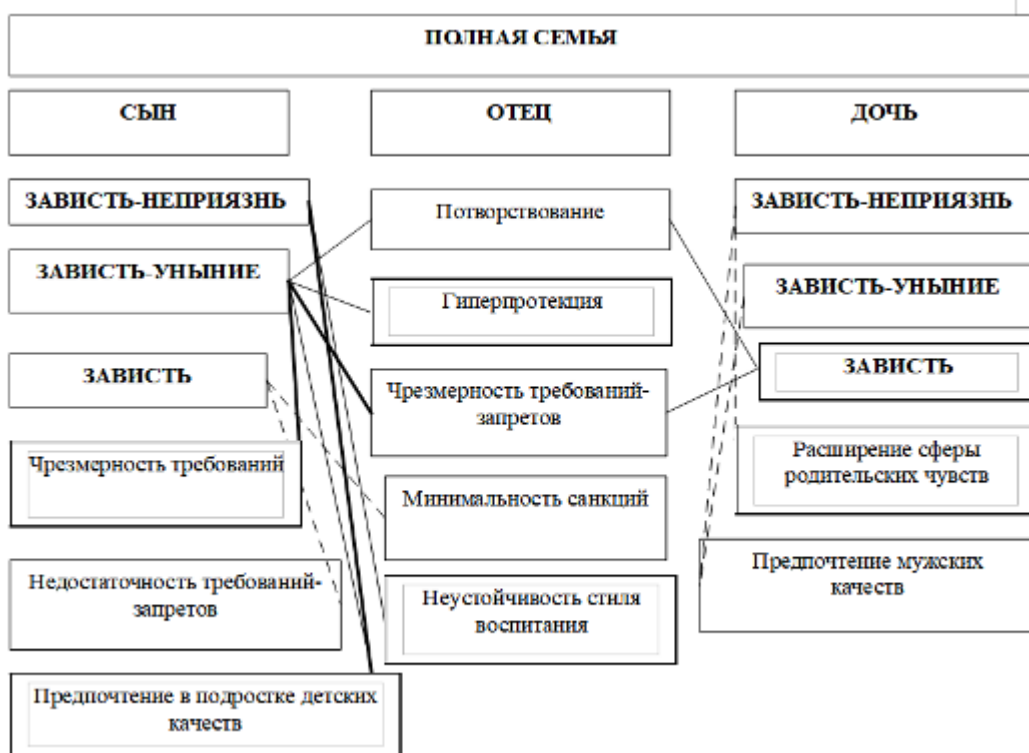 ПОЛНАЯ СЕМЬЯ
СЫН
ОТЕЦ
ДОЧЬ
ЗАВИСТЬ-НЕПРИЯЗНЬ
ЗАВИСТЬ-УНЫНИЕ
ЗАВИСТЬ
Чрезмерность требований
Недостаточность требований-
запретов
Предпочтение в подростке детских
качеств
Потворствование
Гиперпротекция
Чрезмерность требований-
запретов
Минимальность санкций
Неустойчивость стиля
воспитания
ЗАВИСТЬ-НЕПРИЯЗНЬ
ЗАВИСТЬ-УНЫНИЕ
ЗАВИСТЬ
Расширение сферы
родительских чувств
Предпочтение мужских
качеств